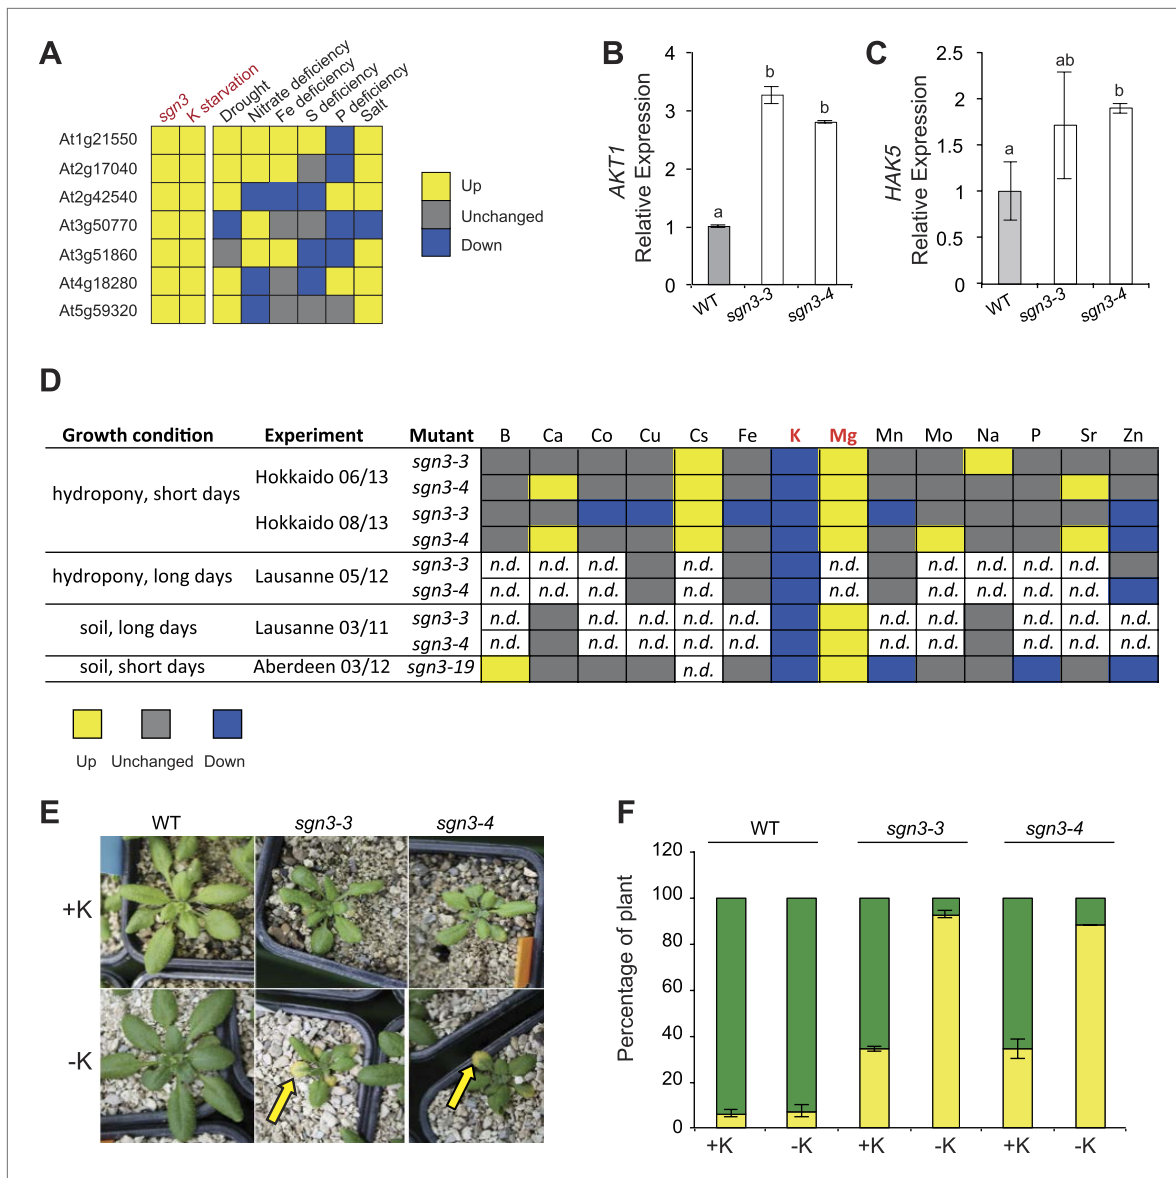 A
sgn3
K starvation
Drought
Nitrate deficiency
Fe deficiency
S deficiency
P deficiency
Salt
At1g21550
At2g17040
At2g42540
At3g50770
At3g51860
At4g18280
At5g59320
Up
Unchanged
Down
B
AKT1
Relative Expression
4
3
2
1
0
a
b
b
WT
sgn3-3
sgn3-4
C
HAK5
Relative Expression
2.5
2
1.5
1
0.5
0
a
ab
b
WT
sgn3-3
sgn3-4
D
Growth condition Experiment Mutant B Ca Co Cu Cs Fe K Mg Mn Mo Na P Sr Zn
hydropony, short days
Hokkaido 06/13
sgn3-3
sgn3-4
Hokkaido 08/13
sgn3-3
sgn3-4
hydropony, long days Lausanne 05/12
sgn3-3 n.d. n.d. n.d. n.d. n.d. n.d. n.d. n.d. n.d.
sgn3-4 n.d. n.d. n.d. n.d. n.d. n.d. n.d. n.d. n.d.
soil, long days Lausanne 03/11
sgn3-3 n.d. n.d. n.d. n.d. n.d. n.d. n.d. n.d. n.d. n.d.
sgn3-4 n.d. n.d. n.d. n.d. n.d. n.d. n.d. n.d. n.d. n.d.
soil, short days Aberdeen 03/12 sgn3-19 n.d.
Up Unchanged Down
E
WT sgn3-3 sgn3-4
+K
-K
F
WT sgn3-3 sgn3-4
Percentage of plant
120
100
80
60
40
20
0
+K -K +K -K +K -K